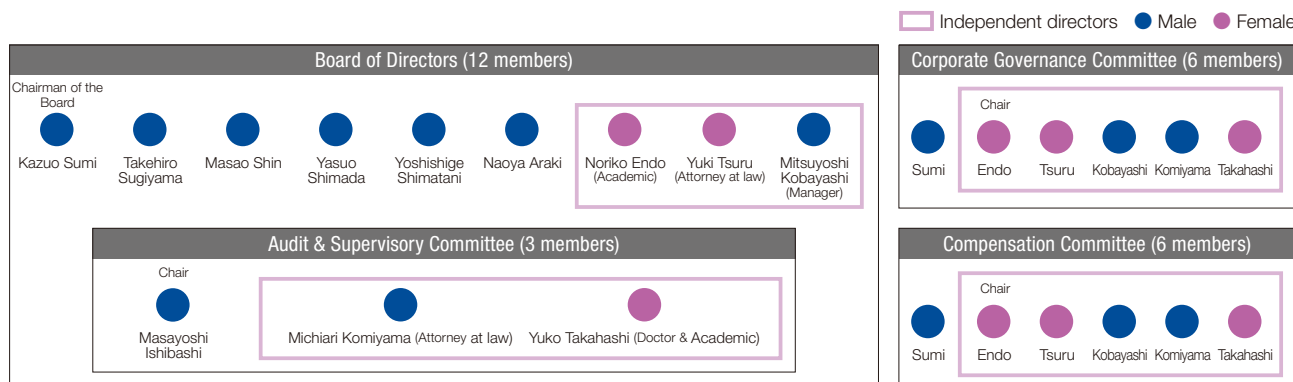 Independent directors Male Female
Board of Directors (12 members)
Chairman of the
Board
Kazuo Sumi
Takehiro
Sugiyama
Masao Shin
Yasuo
Shimada
Yoshishige
Shimatani
Naoya Araki
Noriko Endo
(Academic)
Yuki Tsuru
(Attorney at law)
Mitsuyoshi
Kobayashi
(Manager)
Audit & Supervisory Committee (3 members)
Chair
Masayoshi
Ishibashi
Michiari Komiyama (Attorney at law)
Yuko Takahashi (Doctor & Academic)
Corporate Governance Committee (6 members)
Chair
Sumi Endo Tsuru Kobayashi Komiyama Takahashi
Compensation Committee (6 members)
Chair
Sumi Endo Tsuru Kobayashi Komiyama Takahashi